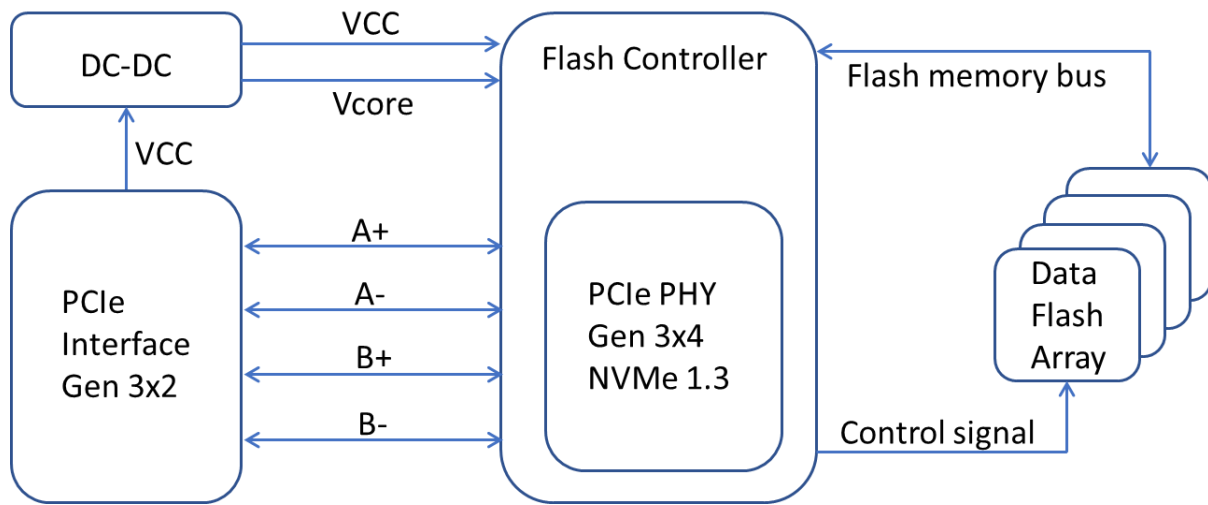 DC-DC
VCC
Vcore
VCC
Flash Controller
Flash memory bus
PCIe
Interface
Gen 3x2
A+
A-
B+
B-
PCIe PHY
Gen 3x4
NVMe 1.3
Data
Flash
Array
Control signal